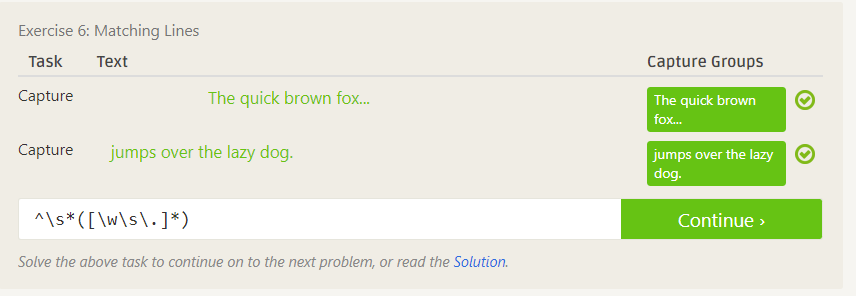 Exercise 6: Matching Lines
Task Text Capture Groups
Capture The quick brown fox... The quick brown
fox...
Capture jumps over the lazy dog. jumps over the lazy
dog.
^\s*([\w\s\.]*) Continue ›
Solve the above task to continue on to the next problem, or read the Solution.